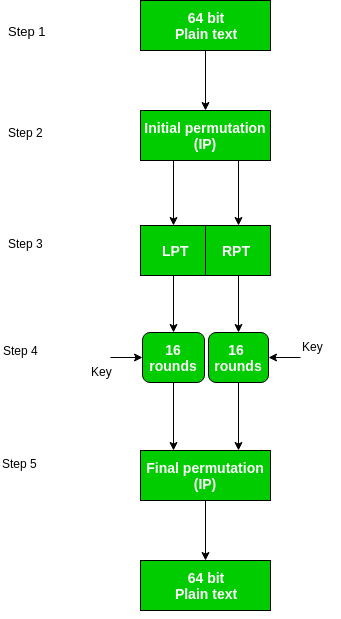 Step 1
64 bit
Plain text
Step 2
Initial permutation
(IP)
Step 3
LPT
RPT
Step 4
Key
16
rounds
16
rounds
Key
Step 5
Final permutation
(IP)
64 bit
Plain text